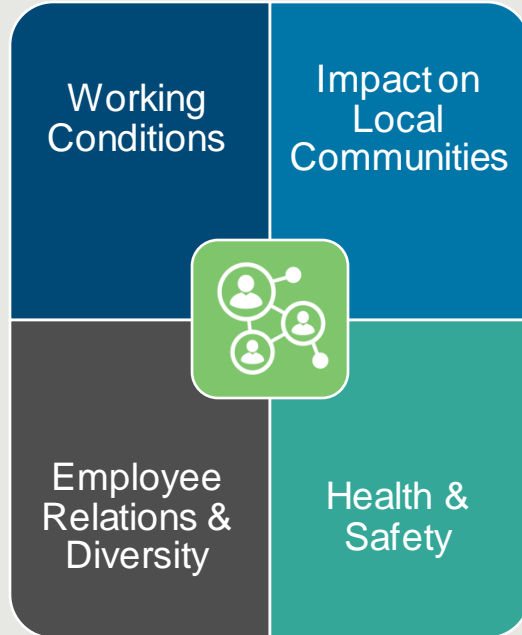 Working
Conditions
Impact on
Local
Communities
Employee
Relations &
Diversity
Health &
Safety